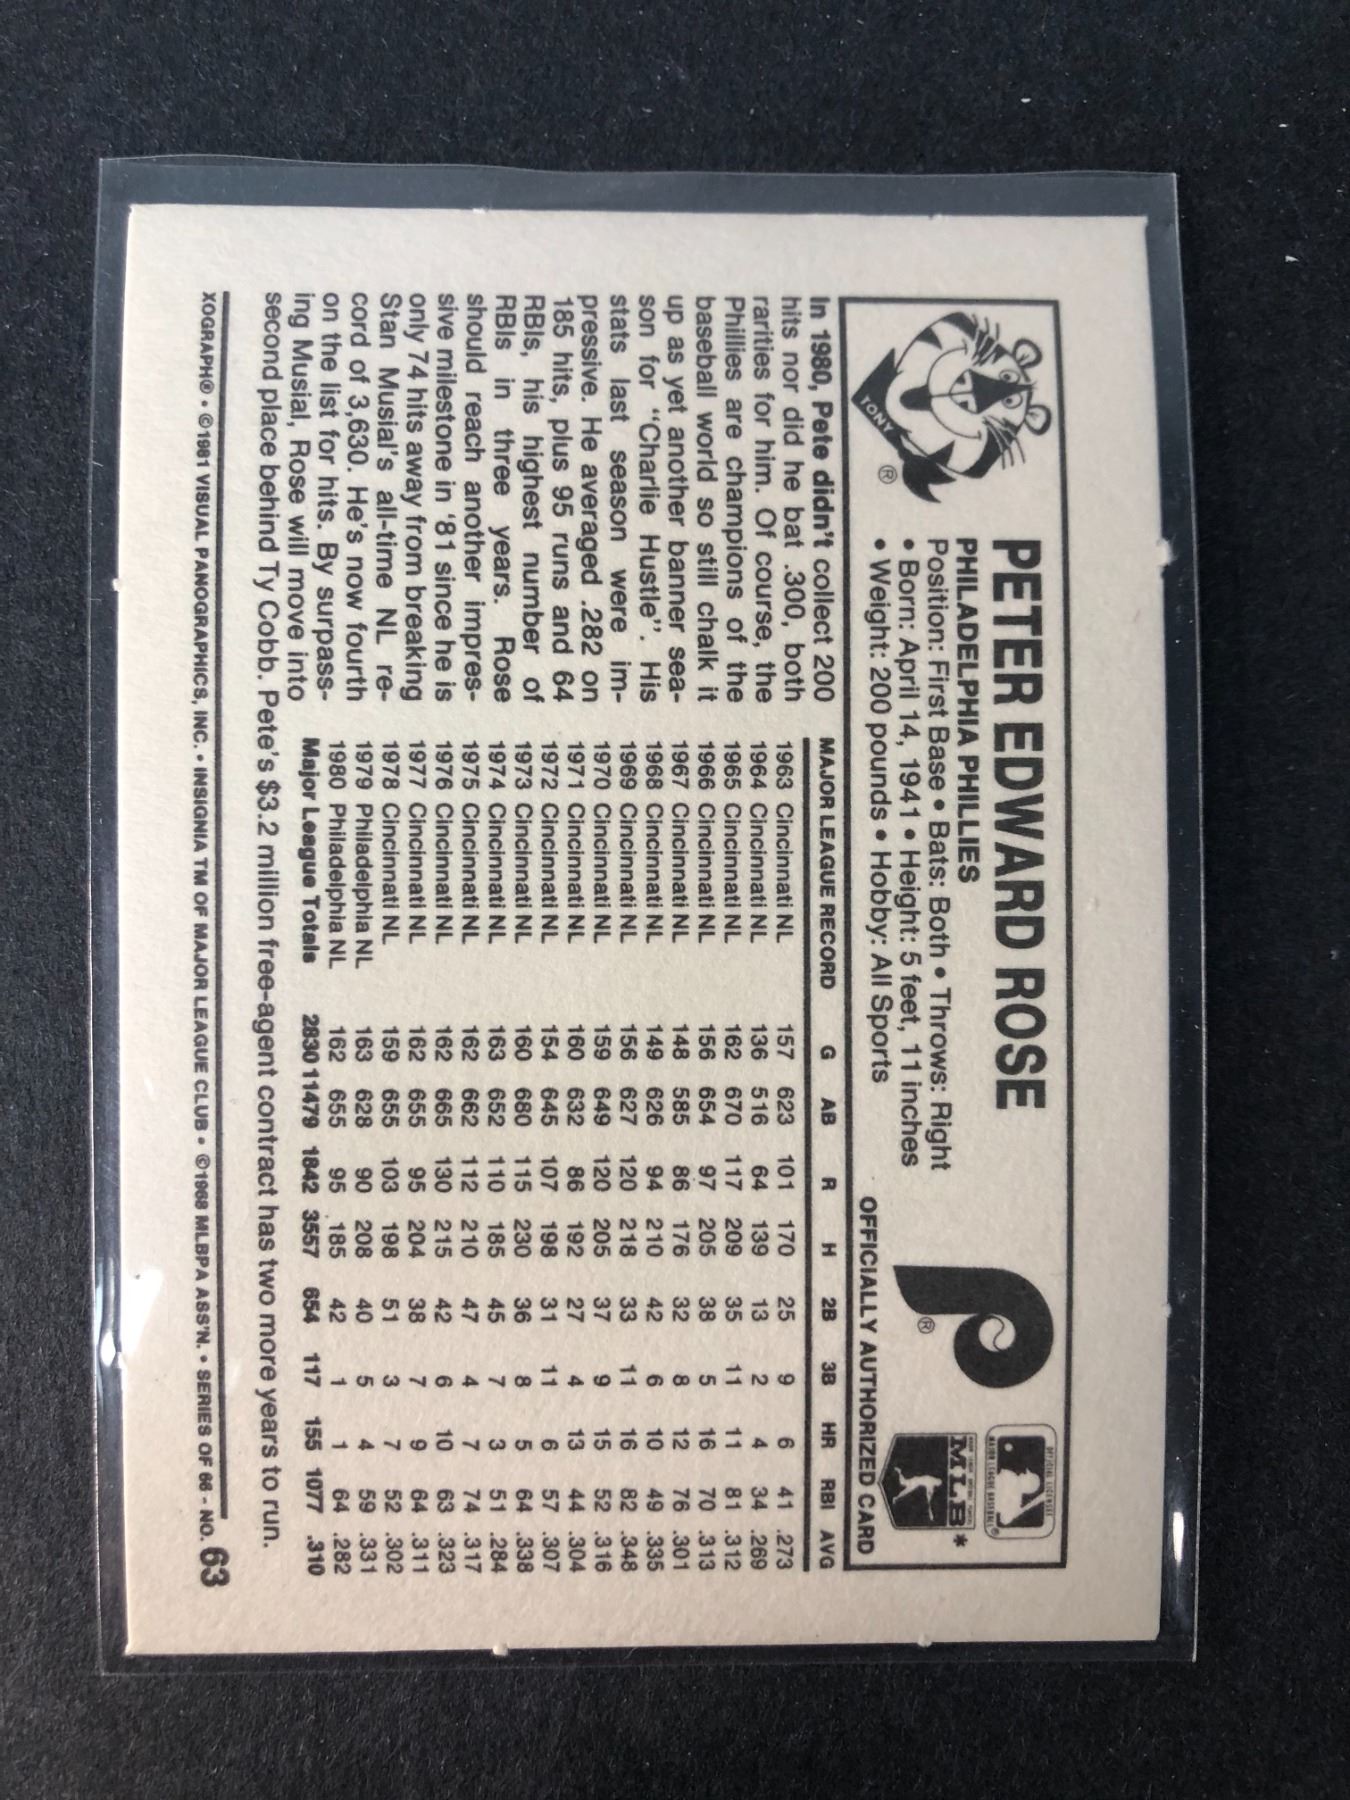 TONY
®
PETER EDWARD ROSE
PHILADELPHIA PHILLIES
Position: First Base • Bats: Both • Throws: Right
• Born: April 14, 1941 • Height: 5 feet, 11 inches
• Weight: 200 pounds • Hobby: All Sports
®
MLB*
OFFICIALLY AUTHORIZED CARD
In 1980, Pete didn't collect 200
hits nor did he bat .300, both
rarities for him. Of course, the
Phillies are champions of the
baseball world so still chalk it
up as yet another banner sea-
son for "Charlie Hustle". His
stats last season were im-
pressive. He averaged .282 on
185 hits, plus 95 runs and 64
RBIs, his highest number of
RBIs in three years. Rose
should reach another impres-
sive milestone in '81 since he is
only 74 hits away from breaking
Stan Musial's all-time NL re-
cord of 3,630. He's now fourth
on the list for hits. By surpass-
ing Musial, Rose will move into
second place behind Ty Cobb. Pete's $3.2 million free-agent contract has two more years to run.
MAJOR LEAGUE RECORD G AB R H 2B 3B HR RBI AVG
1963 Cincinnati NL 157 623 101 170 25 9 6 41 .273
1964 Cincinnati NL 136 516 64 139 13 2 4 34 .269
1965 Cincinnati NL 162 670 117 209 35 11 11 81 .312
1966 Cincinnati NL 156 654 97 205 38 5 16 70 .313
1967 Cincinnati NL 148 585 86 176 32 8 12 76 .301
1968 Cincinnati NL 149 626 94 210 42 6 10 49 .335
1969 Cincinnati NL 156 627 120 218 33 11 16 82 .348
1970 Cincinnati NL 159 649 120 205 37 9 15 52 .316
1971 Cincinnati NL 160 632 86 192 27 4 13 44 .304
1972 Cincinnati NL 154 645 107 198 31 11 6 57 .307
1973 Cincinnati NL 160 680 115 230 36 8 5 64 .338
1974 Cincinnati NL 163 652 110 185 45 7 3 51 .284
1975 Cincinnati NL 162 662 112 210 47 4 7 74 .317
1976 Cincinnati NL 162 665 130 215 42 6 10 63 .323
1977 Cincinnati NL 162 655 95 204 38 7 9 64 .311
1978 Cincinnati NL 159 655 103 198 51 3 7 52 .302
1979 Philadelphia NL 163 628 90 208 40 5 4 59 .331
1980 Philadelphia NL 162 655 95 185 42 1 1 64 .282
Major League Totals 2830 11479 1842 3557 654 117 155 1077 .310
XOGRAPH® • ©1981 VISUAL PANOGRAPHICS, INC. • INSIGNIA TM OF MAJOR LEAGUE CLUB • ©1968 MLBPA ASS'N. • SERIES OF 66 - NO. 63